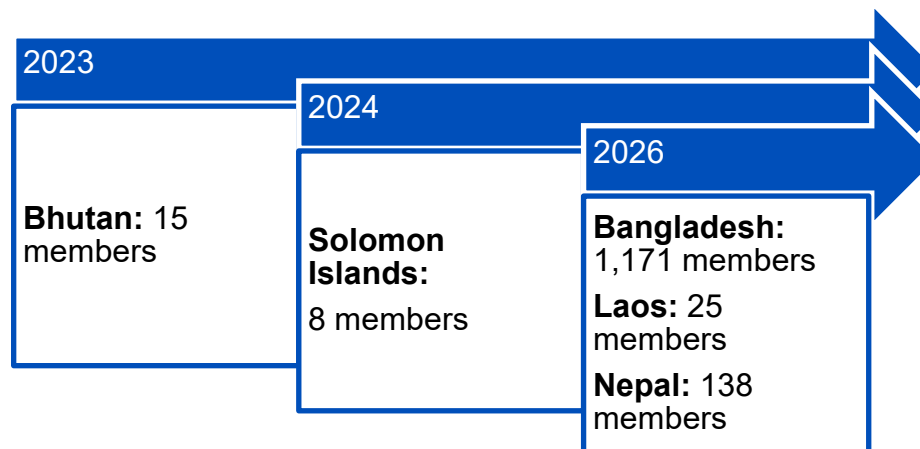 2023
Bhutan: 15
members
2024
Solomon
Islands:
8 members
2026
Bangladesh:
1,171 members
Laos: 25
members
Nepal: 138
members